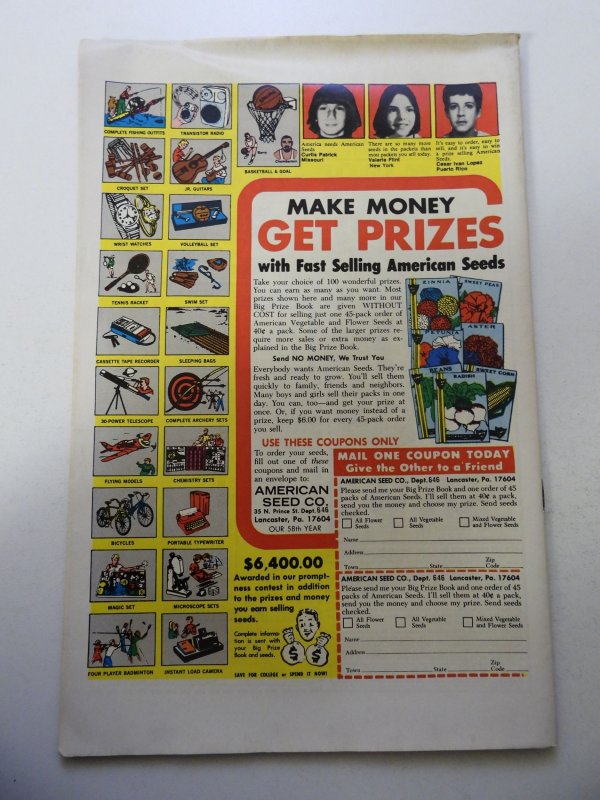 COMPLETE FISHING OUTFITS
TRANSISTOR RADIO
BASKETBALL & GOAL
CROQUET SET
JR. GUITARS
WRIST WATCHES
VOLLEYBALL SET
TENNIS RACKET
SWIM SET
CASSETTE TAPE RECORDER
SLEEPING BAGS
30-POWER TELESCOPE
COMPLETE ARCHERY SETS
FLYING MODELS
CHEMISTRY SETS
BICYCLES
PORTABLE TYPEWRITER
MAGIC SET
MICROSCOPE SETS
FOUR PLAYER BADMINTON
INSTANT LOAD CAMERA
America needs American
Seeds.
Curtis Patrick
Missouri
There are so many more
seeds in the packets than
most packets you sell today.
Valerie Flint
New York
It's easy to order, easy to
sell, and it's easy to win
a prize selling American
Seeds.
Cesar Ivan Lopez
Puerto Rico
MAKE MONEY
GET PRIZES
with Fast Selling American Seeds
Take your choice of 100 wonderful prizes.
You can earn as many as you want. Most
prizes shown here and many more in our
Big Prize Book are given WITHOUT
COST for selling just one 45-pack order of
American Vegetable and Flower Seeds at
40¢ a pack. Some of the larger prizes re-
quire more sales or extra money as ex-
plained in the Big Prize Book.
Send NO MONEY, We Trust You
Everybody wants American Seeds. They're
fresh and ready to grow. You'll sell them
quickly to family, friends and neighbors.
Many boys and girls sell their packs in one
day. You can, too—and get your prize at
once. Or, if you want money instead of a
prize, keep $6.00 for every 45-pack order
you sell.
ZINNIA
SWEET PEAS
PETUNIA
ASTER
BEANS
RADISH
SWEET CORN
USE THESE COUPONS ONLY
To order your seeds,
fill out one of these
coupons and mail in
an envelope to:
AMERICAN
SEED CO.
35 N. Prince St. Dept. 646
Lancaster, Pa. 17604
OUR 58th YEAR
$6,400.00
Awarded in our prompt-
ness contest in addition
to the prizes and money
you earn selling
seeds.
Complete informa-
tion is sent with
your Big Prize
Book and seeds.
SAVE FOR COLLEGE or SPEND IT NOW!
MAIL ONE COUPON TODAY
Give the Other to a Friend
AMERICAN SEED CO., Dept. 646 Lancaster, Pa. 17604
Please send me your Big Prize Book and one order of 45
packs of American Seeds. I'll sell them at 40¢ a pack,
send you the money and choose my prize. Send seeds
checked.
All Flower
Seeds
All Vegetable
Seeds
Mixed Vegetable
and Flower Seeds
Name
Address
Town State Zip Code
AMERICAN SEED CO., Dept. 646 Lancaster, Pa. 17604
Please send me your Big Prize Book and one order of 45
packs of American Seeds. I'll sell them at 40¢ a pack,
send you the money and choose my prize. Send seeds
checked.
All Flower
Seeds
All Vegetable
Seeds
Mixed Vegetable
and Flower Seeds
Name
Address
Town State Zip Code